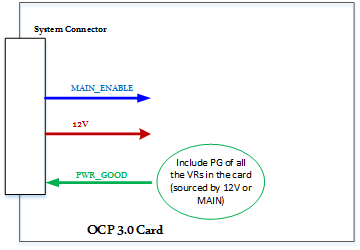 System Connector
MAIN_ENABLE
12V
PWR_GOOD
Include PG of all
the VRs in the card
(sourced by 12V or
MAIN)
OCP 3.0 Card